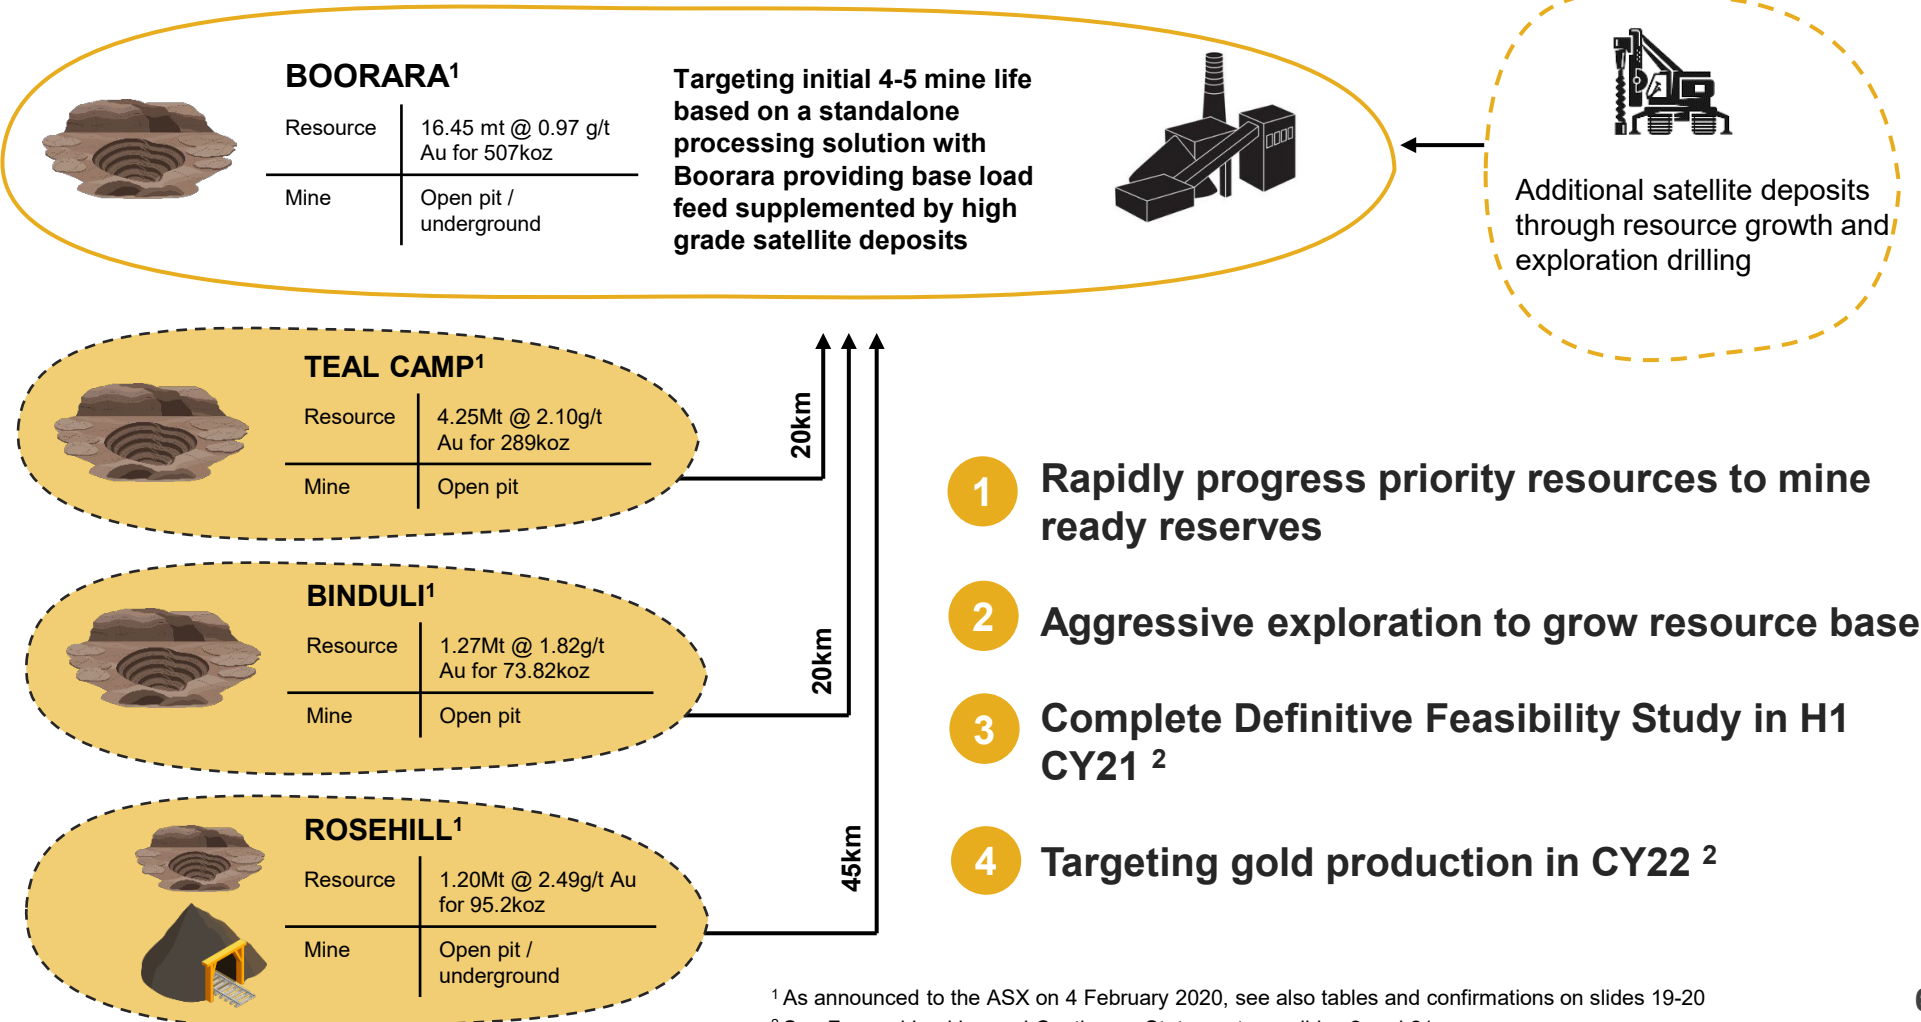 BOORARA¹
Resource
16.45 mt @ 0.97 g/t
Au for 507koz
Mine
Open pit /
underground
Targeting initial 4-5 mine life
based on a standalone
processing solution with
Boorara providing base load
feed supplemented by high
grade satellite deposits
Additional satellite deposits
through resource growth and
exploration drilling
TEAL CAMP¹
Resource
4.25Mt @ 2.10g/t
Au for 289koz
Mine
Open pit
20km
BINDULI¹
Resource
1.27Mt @ 1.82g/t
Au for 73.82koz
Mine
Open pit
20km
ROSEHILL¹
Resource
1.20Mt @ 2.49g/t Au
for 95.2koz
Mine
Open pit /
underground
45km
1
Rapidly progress priority resources to mine
ready reserves
2
Aggressive exploration to grow resource base
3
Complete Definitive Feasibility Study in H1
CY21 ²
4
Targeting gold production in CY22 ²
¹ As announced to the ASX on 4 February 2020, see also tables and confirmations on slides 19-20